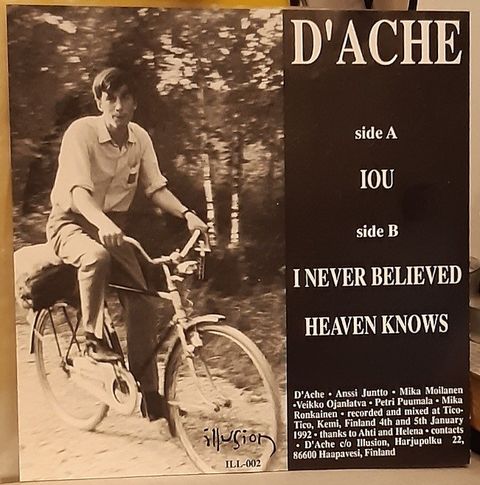 D'ACHE
side A
IOU
side B
I NEVER BELIEVED
HEAVEN KNOWS
D'Ache • Anssi Juntto • Mika Moilanen
•Veikko Ojanlatva • Petri Puumala • Mika
Ronkainen • recorded and mixed at Tico-
Tico, Kemi, Finland 4th and 5th January
1992 • thanks to Ahti and Helena • contacts
• D'Ache c/o Illusion, Harjupolku 22,
86600 Haapavesi, Finland
illusion
ILL-002